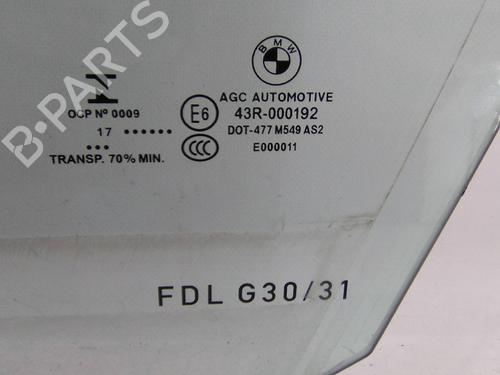 B-PARTS
BMW
AGC AUTOMOTIVE
OCP Nº 0009
E6
43R-000192
17 ••••••
DOT-477 M549 AS2
•••
CCC
E000011
TRANSP. 70% MIN.
FDL G30/31